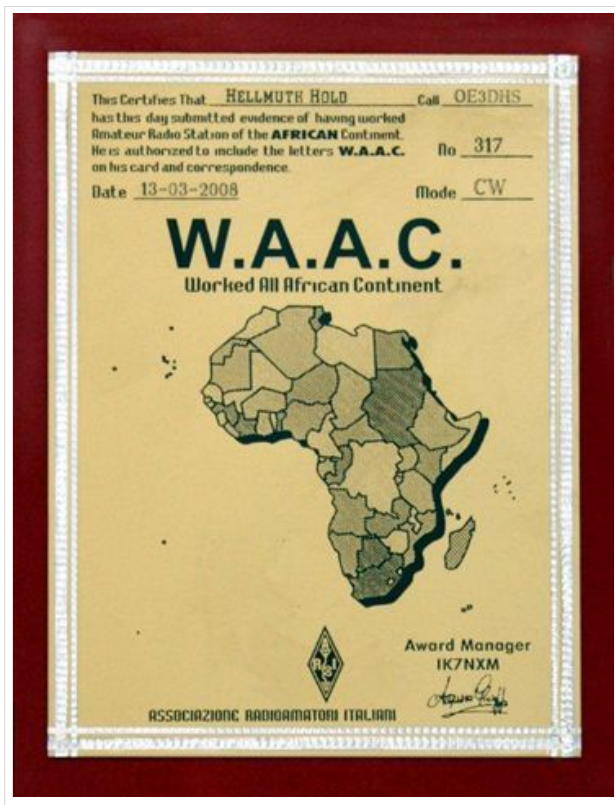 This Certifies That HELLMUTH HOLD Call OE3DHS
has this day submitted evidence of having worked
Amateur Radio Station of the AFRICAN Continent.
He is authorized to include the letters W.A.A.C. No 317
on his card and correspondence.
Date 13-03-2008 Mode CW
W.A.A.C.
Worked All African Continent
A
R I
Award Manager
IK7NXM
ASSOCIAZIONE RADIOAMATORI ITALIANI